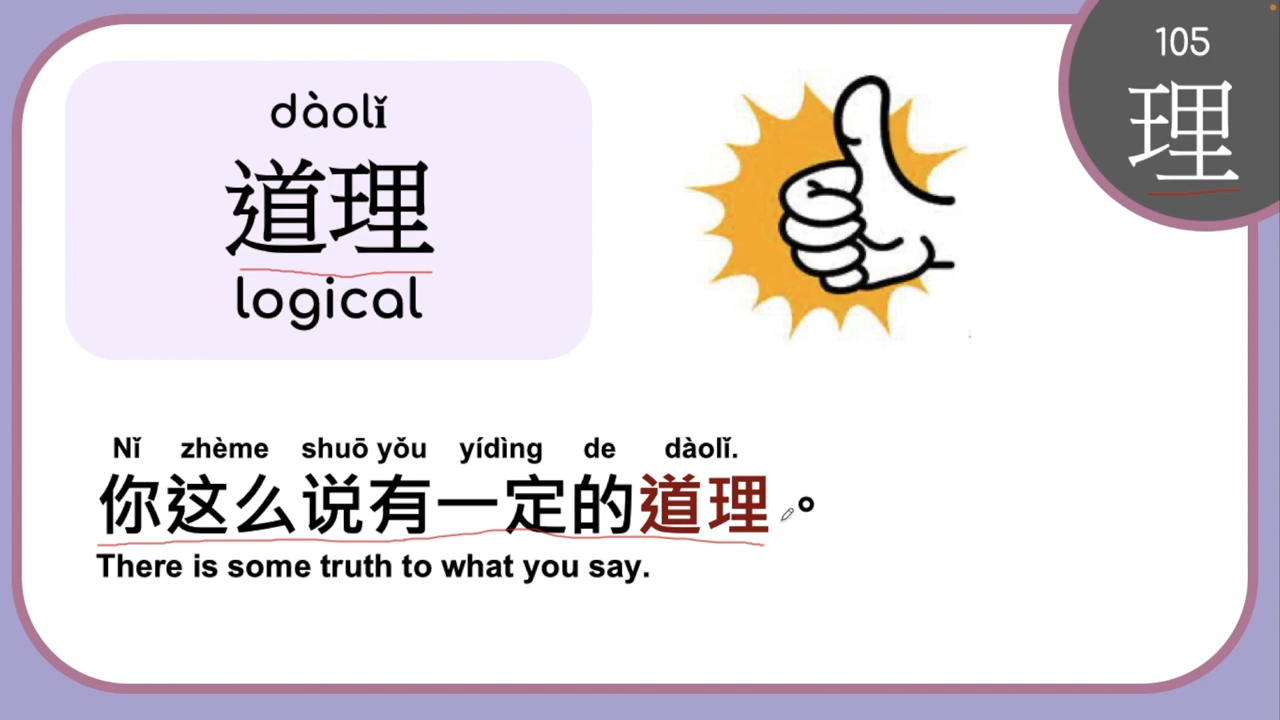 105
理
dàolǐ
道理
logical
Nǐ zhème shuō yǒu yídìng de dàolǐ.
你这么说有一定的道理。
There is some truth to what you say.